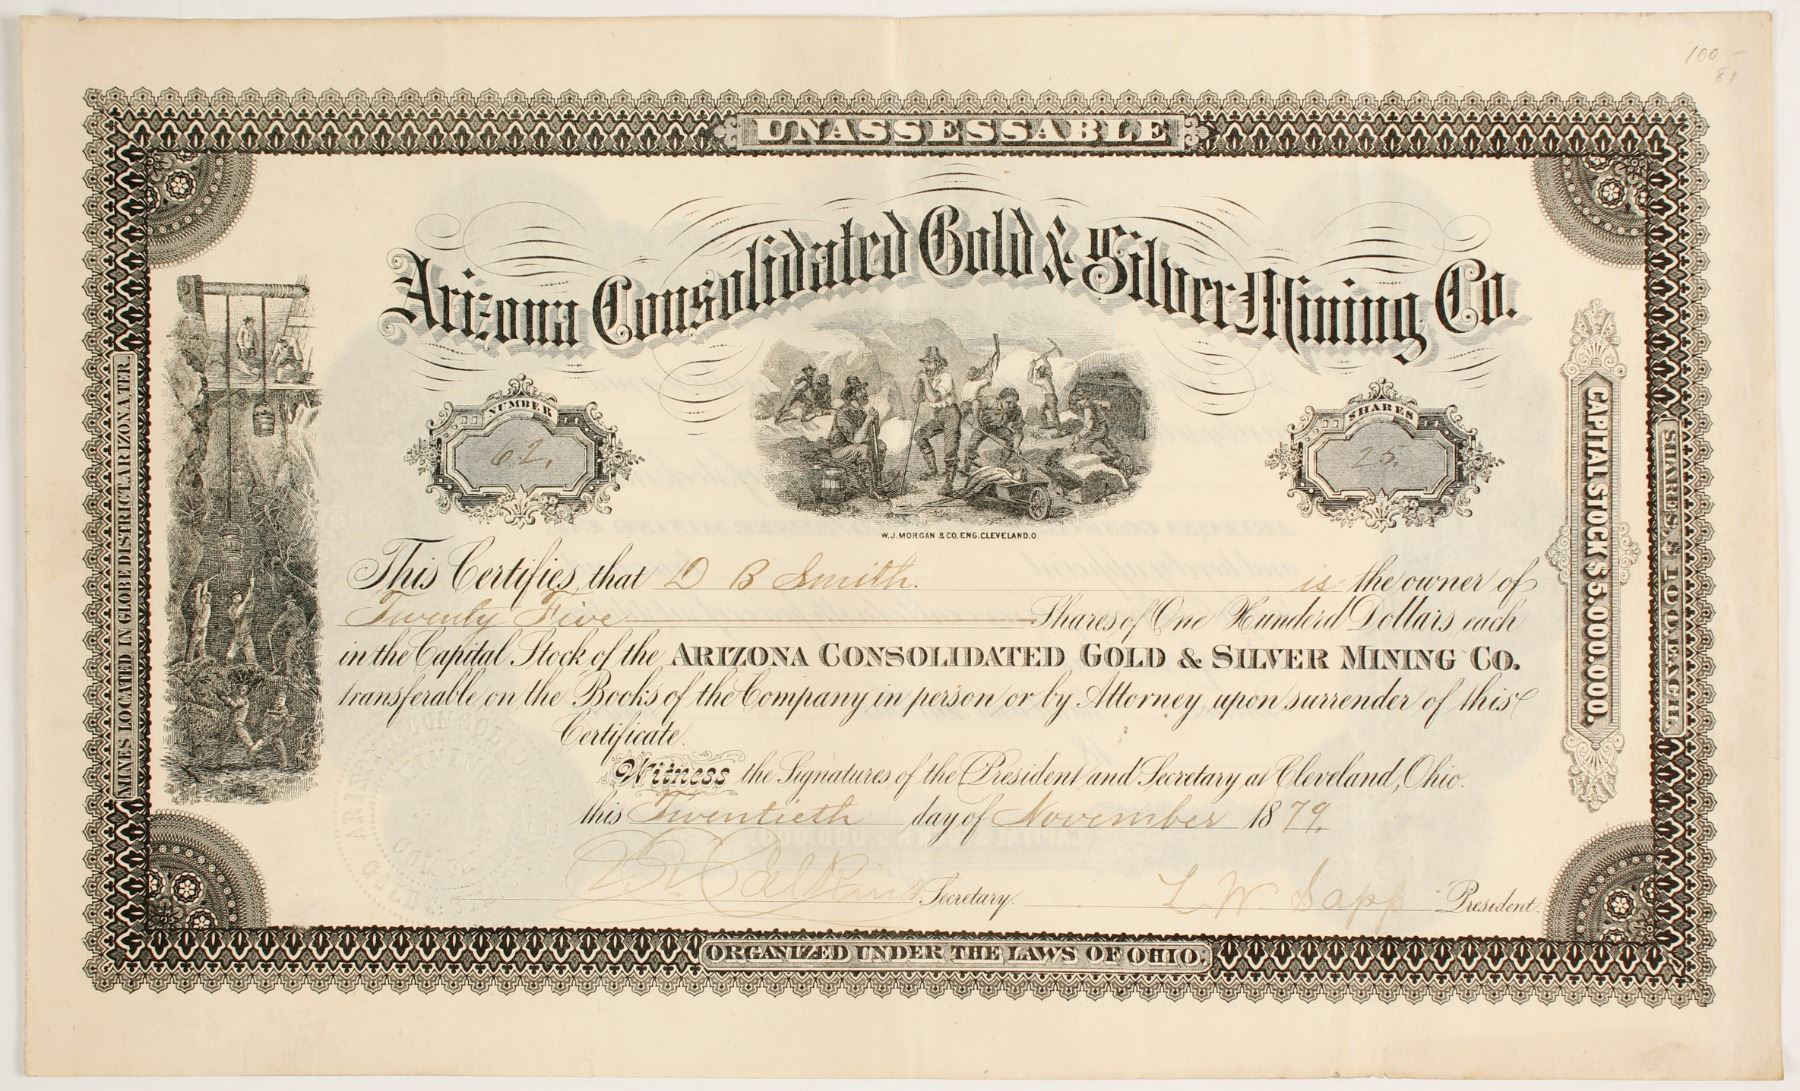 100 -
UNASSESSABLE
Arizona Consolidated Gold & Silver Mining Co.
NUMBER
62.
SHARES
25.
W. J. MORGAN & CO. ENG. CLEVELAND. O
MINES LOCATED IN GLOBE DISTRICT, ARIZONA TER.
CAPITAL STOCK $5.000.000.
SHARES, $100 EACH.
This Certifies, that D B Smith. is the owner of
Twenty Five Shares of One Hunderd Dollars, each
in the Capital Stock of the ARIZONA CONSOLIDATED GOLD & SILVER MINING CO.
transferable on the Books of the Company in person or by Attorney upon surrender of this
Certificate.
Witness the Signatures of the President and Secretary at Cleveland, Ohio.
this Twentieth day of November 1879.
Calkins Secretary. L. W. Sapp President.
ORGANIZED UNDER THE LAWS OF OHIO.